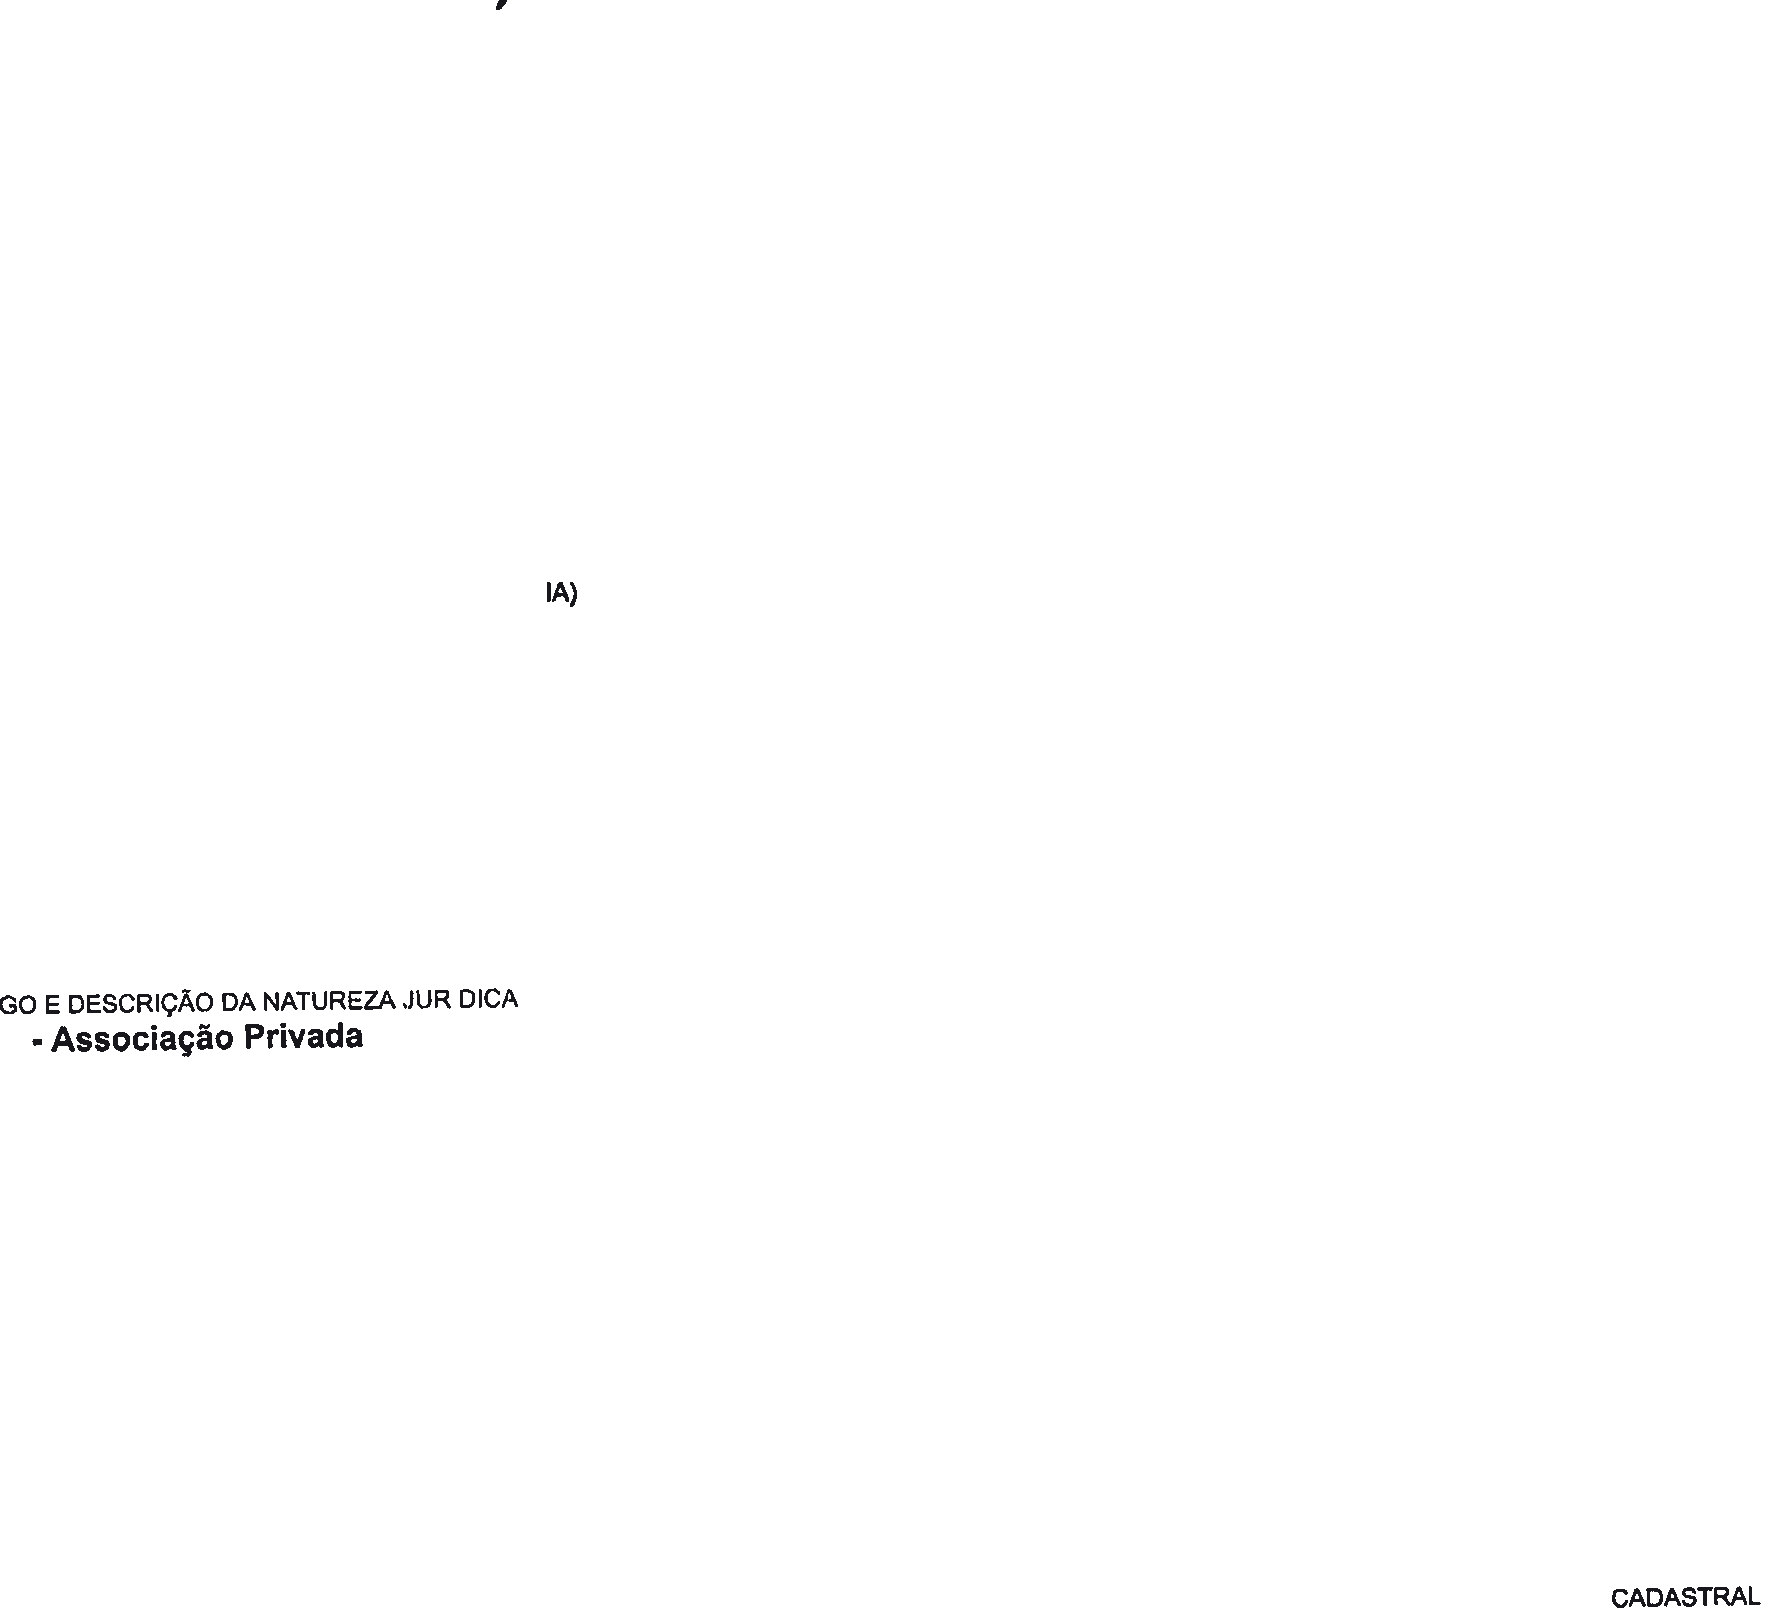 IA)
GO E DESCRIÇÃO DA NATUREZA JUR DICA
- Associação Privada
CADASTRAL